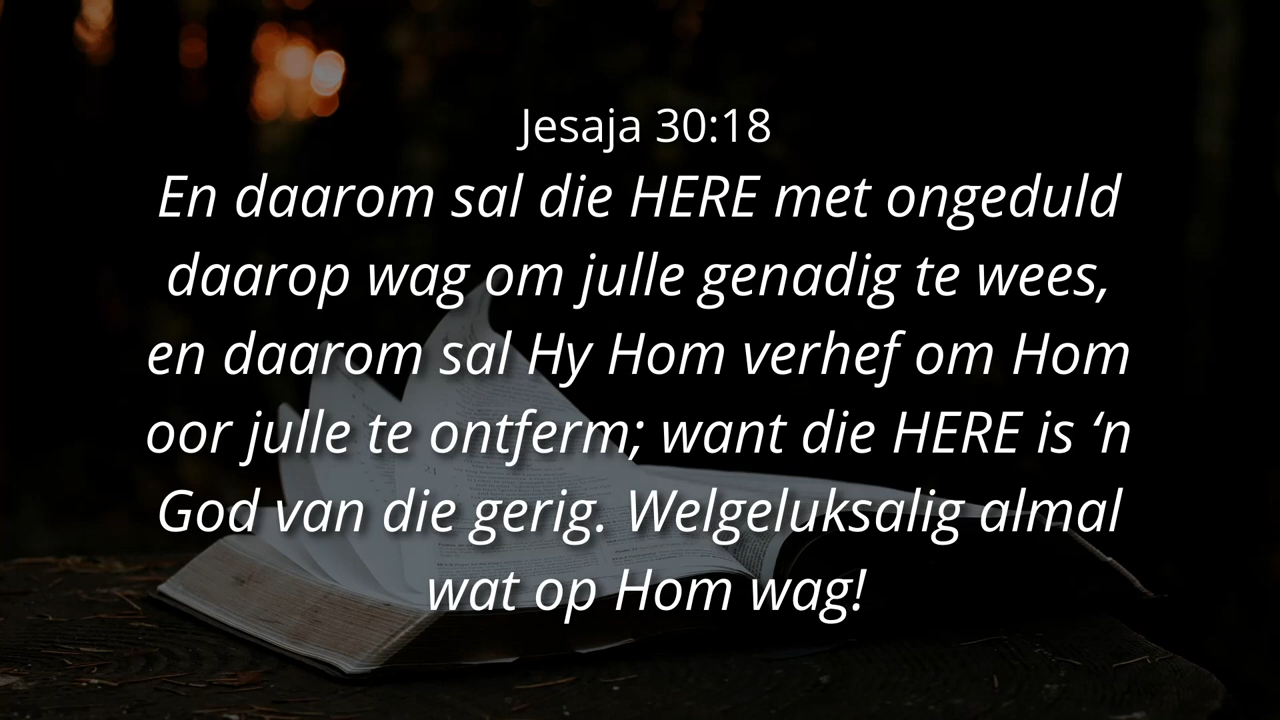 Jesaja 30:18
En daarom sal die HERE met ongeduld
daarop wag om julle genadig te wees,
en daarom sal Hy Hom verhef om Hom
oor julle te ontferm; want die HERE is ‘n
God van die gerig. Welgeluksalig almal
wat op Hom wag!